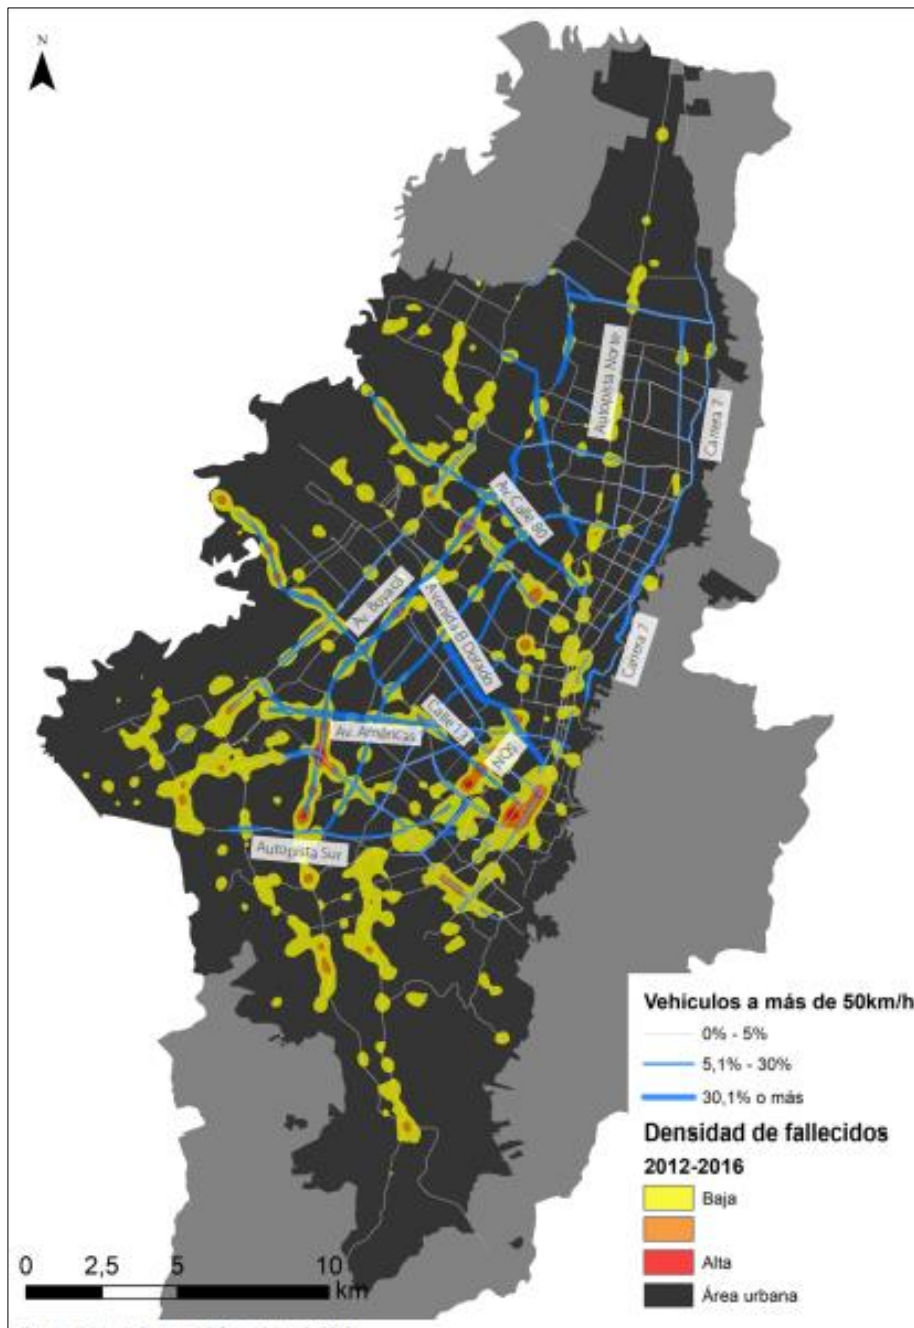 N
Autopista Norte
Carrera 7
Av. Calle 80
Av. Boyacá
Avenida El Dorado
Carrera 7
Calle 13
Av. Américas
NQS
Autopista Sur
Vehículos a más de 50km/h
0% - 5%
5,1% - 30%
30,1% o más
Densidad de fallecidos
2012-2016
Baja
Alta
Área urbana
0 2,5 5 10
km